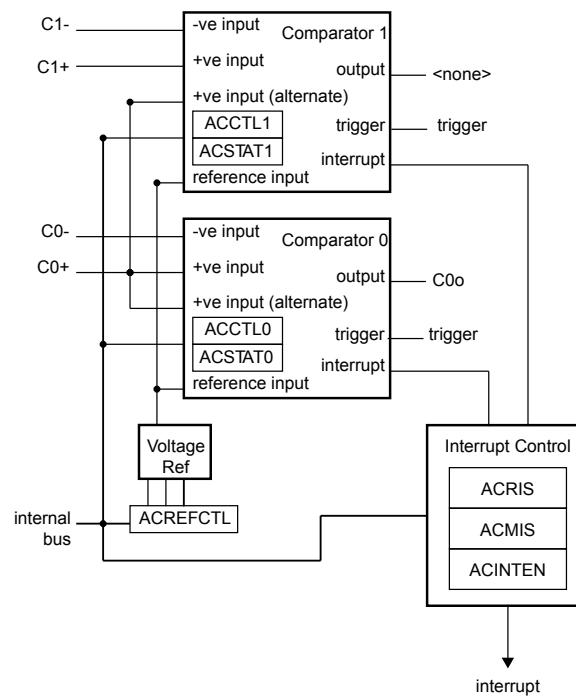 C1-
-ve input
Comparator 1
C1+
+ve input
output
<none>
+ve input (alternate)
ACCTL1
trigger
trigger
ACSTAT1
interrupt
reference input
C0-
-ve input
Comparator 0
C0+
+ve input
output
C0o
+ve input (alternate)
ACCTL0
trigger
trigger
ACSTAT0
interrupt
reference input
Voltage
Ref
Interrupt Control
ACRIS
internal
bus
ACREFCTL
ACMIS
ACINTEN
interrupt